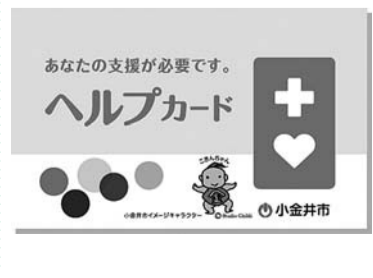 あなたの支援が必要です。
ヘルプカード
こきんちゃん
小金井市イメージキャラクター
©Studio Ghibli
小金井市